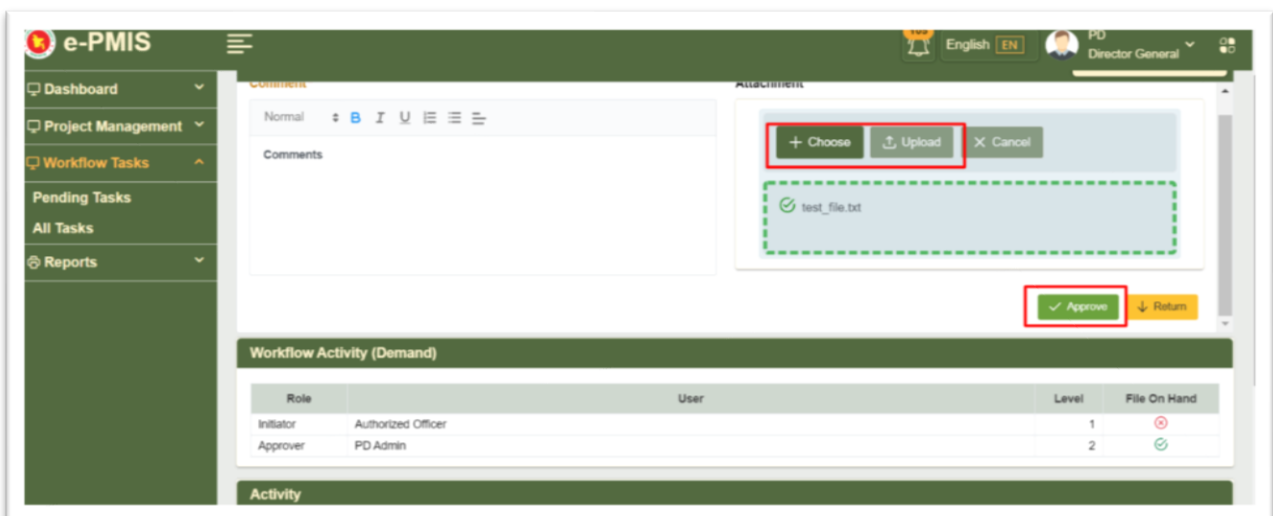 e-PMIS
103
English EN
PD
Director General
Dashboard
Project Management
Workflow Tasks
Pending Tasks
All Tasks
Reports
Comment
Normal B I U
Comments
Attachment
+ Choose
Upload
X Cancel
test_file.txt
Approve
Return
Workflow Activity (Demand)
Role User Level File On Hand
Initiator Authorized Officer 1
Approver PD Admin 2
Activity